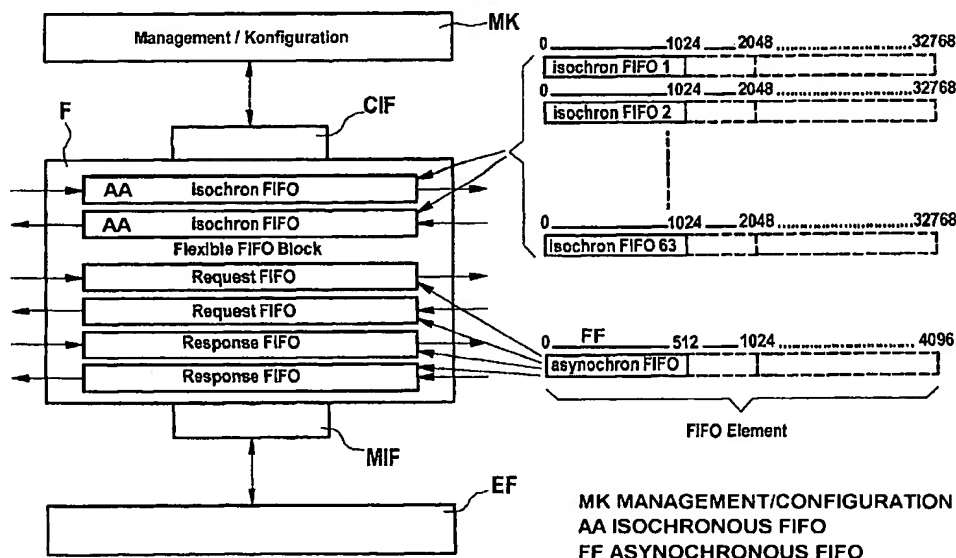 MK
Management / Konfiguration
CIF
F
AA isochron FIFO
AA isochron FIFO
Flexible FIFO Block
Request FIFO
Request FIFO
Response FIFO
Response FIFO
MIF
EF
0 1024 2048 32768
isochron FIFO 1
0 1024 2048 32768
isochron FIFO 2
0 1024 2048 32768
isochron FIFO 63
0 FF 512 1024 4096
asynochron FIFO
FIFO Element
MK MANAGEMENT/CONFIGURATION
AA ISOCHRONOUS FIFO
FF ASYNOCHRONOUS FIFO